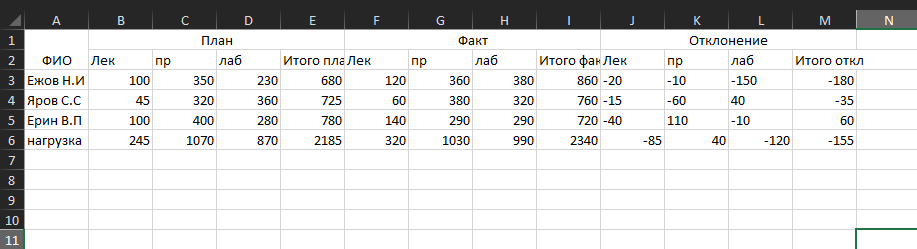 A B C D E F G H I J K L M N
1 План Факт Отклонение
2 ФИО Лек пр лаб Итого пла Лек пр лаб Итого фак Лек пр лаб Итого откл
3 Ежов Н.И 100 350 230 680 120 360 380 860 -20 -10 -150 -180
4 Яров С.С 45 320 360 725 60 380 320 760 -15 -60 40 -35
5 Ерин В.П 100 400 280 780 140 290 290 720 -40 110 -10 60
6 нагрузка 245 1070 870 2185 320 1030 990 2340 -85 40 -120 -155
7
8
9
10
11